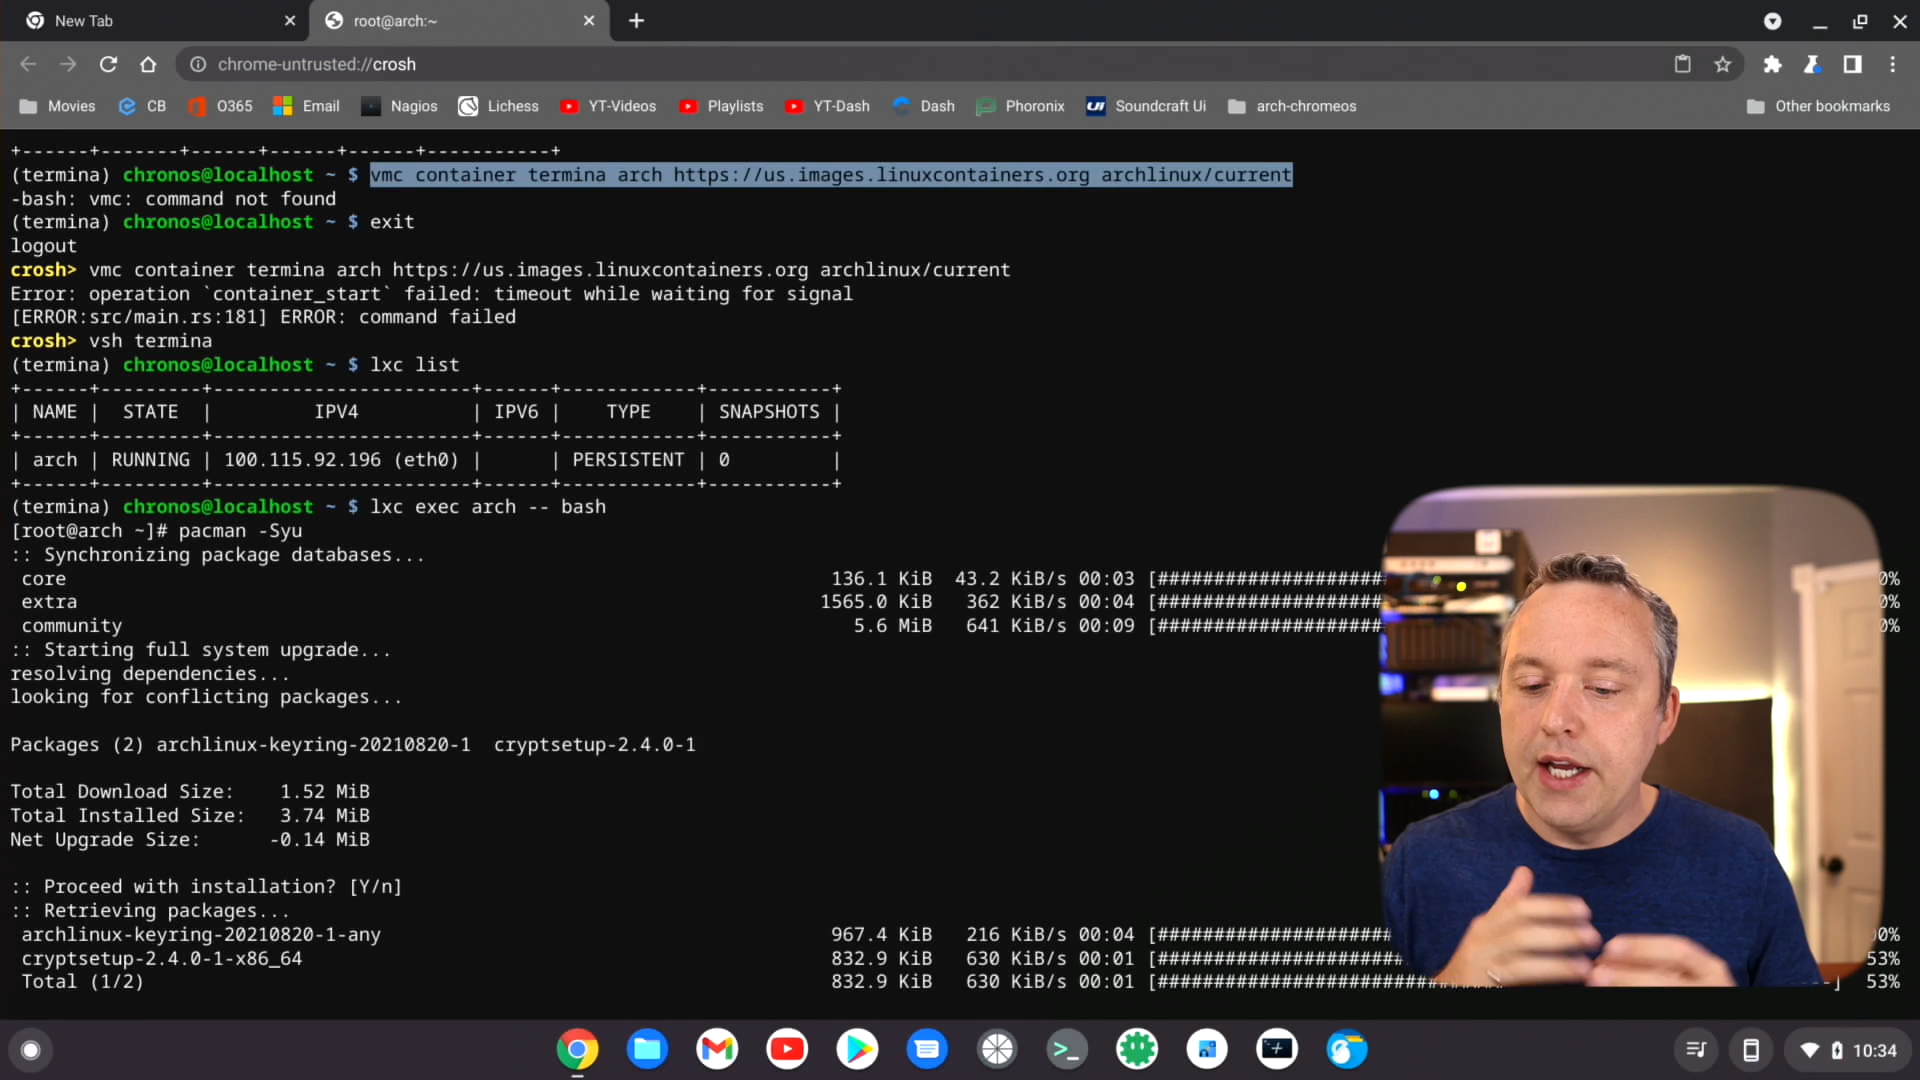 New Tab
root@arch:~
chrome-untrusted://crosh
Movies CB O365 Email Nagios Lichess YT-Videos Playlists YT-Dash Dash Phoronix Soundcraft Ui arch-chromeos Other bookmarks
+------+-------+------+------+------+-----------+
(termina) chronos@localhost ~ $ vmc container termina arch https://us.images.linuxcontainers.org archlinux/current
-bash: vmc: command not found
(termina) chronos@localhost ~ $ exit
logout
crosh> vmc container termina arch https://us.images.linuxcontainers.org archlinux/current
Error: operation `container_start` failed: timeout while waiting for signal
[ERROR:src/main.rs:181] ERROR: command failed
crosh> vsh termina
(termina) chronos@localhost ~ $ lxc list
+------+---------+-----------------------+------+------------+-----------+
| NAME | STATE | IPV4 | IPV6 | TYPE | SNAPSHOTS |
+------+---------+-----------------------+------+------------+-----------+
| arch | RUNNING | 100.115.92.196 (eth0) | | PERSISTENT | 0 |
+------+---------+-----------------------+------+------------+-----------+
(termina) chronos@localhost ~ $ lxc exec arch -- bash
[root@arch ~]# pacman -Syu
:: Synchronizing package databases...
core 136.1 KiB 43.2 KiB/s 00:03 [##################### 0%
extra 1565.0 KiB 362 KiB/s 00:04 [##################### 0%
community 5.6 MiB 641 KiB/s 00:09 [##################### 0%
:: Starting full system upgrade...
resolving dependencies...
looking for conflicting packages...
Packages (2) archlinux-keyring-20210820-1 cryptsetup-2.4.0-1
Total Download Size: 1.52 MiB
Total Installed Size: 3.74 MiB
Net Upgrade Size: -0.14 MiB
:: Proceed with installation? [Y/n]
:: Retrieving packages...
archlinux-keyring-20210820-1-any 967.4 KiB 216 KiB/s 00:04 [##################### 00%
cryptsetup-2.4.0-1-x86_64 832.9 KiB 630 KiB/s 00:01 [###################### 53%
Total (1/2) 832.9 KiB 630 KiB/s 00:01 [############################### -] 53%
10:34